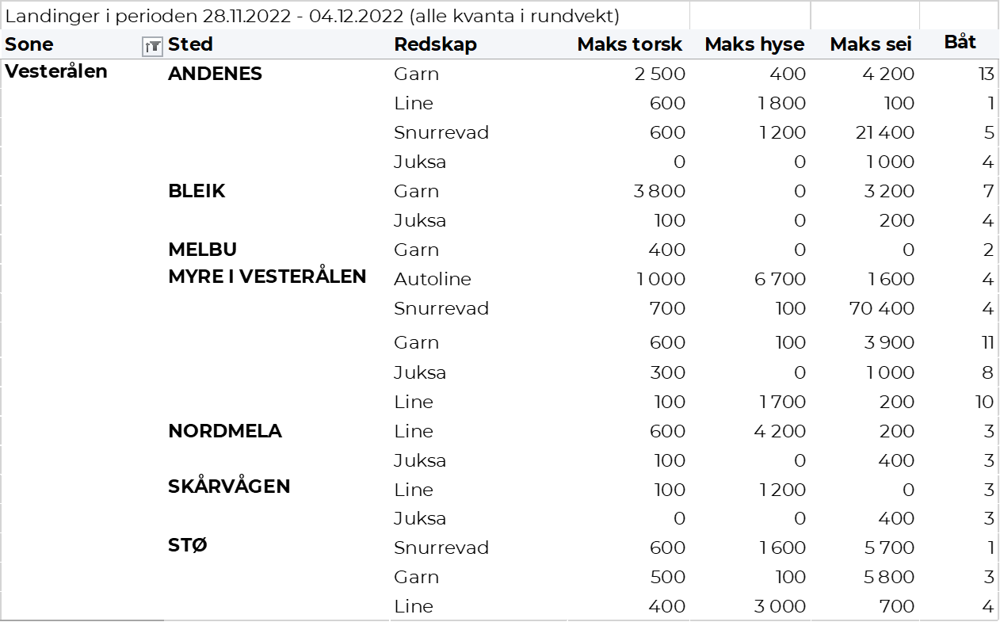 Landinger i perioden 28.11.2022 - 04.12.2022 (alle kvanta i rundvekt)
Sone Sted Redskap Maks torsk Maks hyse Maks sei Båt
Vesterålen ANDENES Garn 2 500 400 4 200 13
Line 600 1 800 100 1
Snurrevad 600 1 200 21 400 5
Juksa 0 0 1 000 4
BLEIK Garn 3 800 0 3 200 7
Juksa 100 0 200 4
MELBU Garn 400 0 0 2
MYRE I VESTERÅLEN Autoline 1 000 6 700 1 600 4
Snurrevad 700 100 70 400 4
Garn 600 100 3 900 11
Juksa 300 0 1 000 8
Line 100 1 700 200 10
NORDMELA Line 600 4 200 200 3
Juksa 100 0 400 3
SKÅRVÅGEN Line 100 1 200 0 3
Juksa 0 0 400 3
STØ Snurrevad 600 1 600 5 700 1
Garn 500 100 5 800 3
Line 400 3 000 700 4